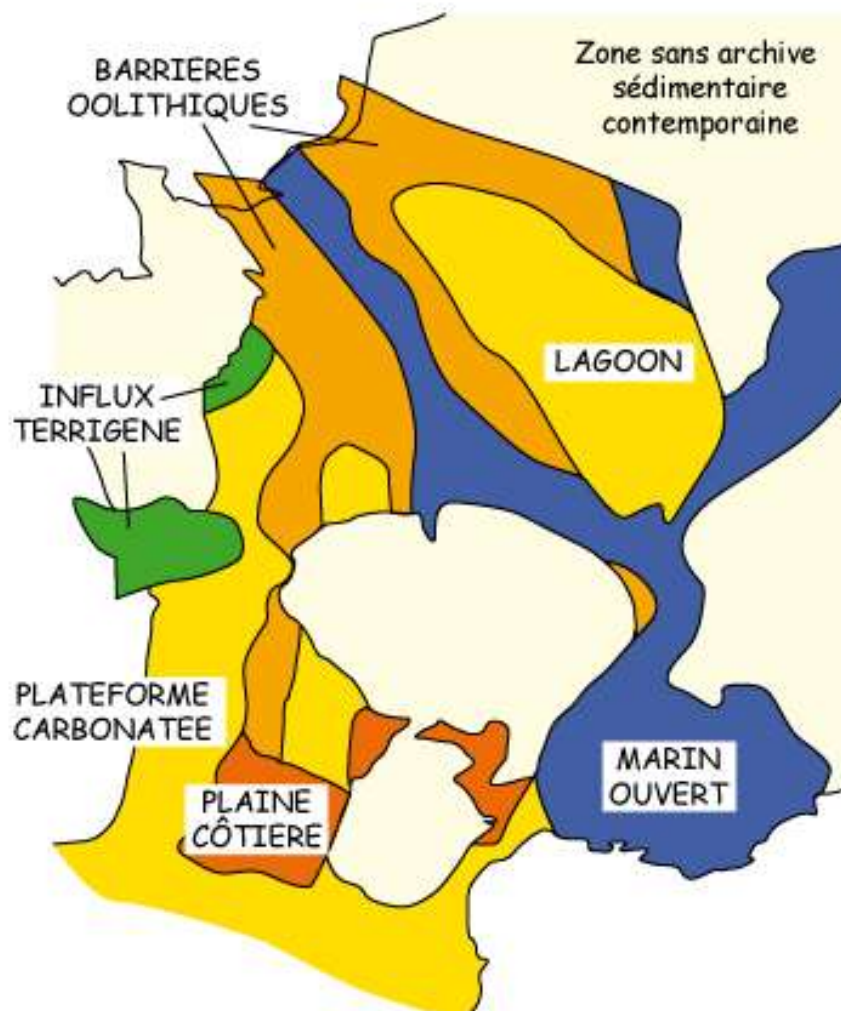 BARRIERES
OOLITHIQUES
Zone sans archive
sédimentaire
contemporaine
LAGOON
INFLUX
TERRIGENE
PLATEFORME
CARBONATEE
MARIN
OUVERT
PLAINE
CÔTIERE